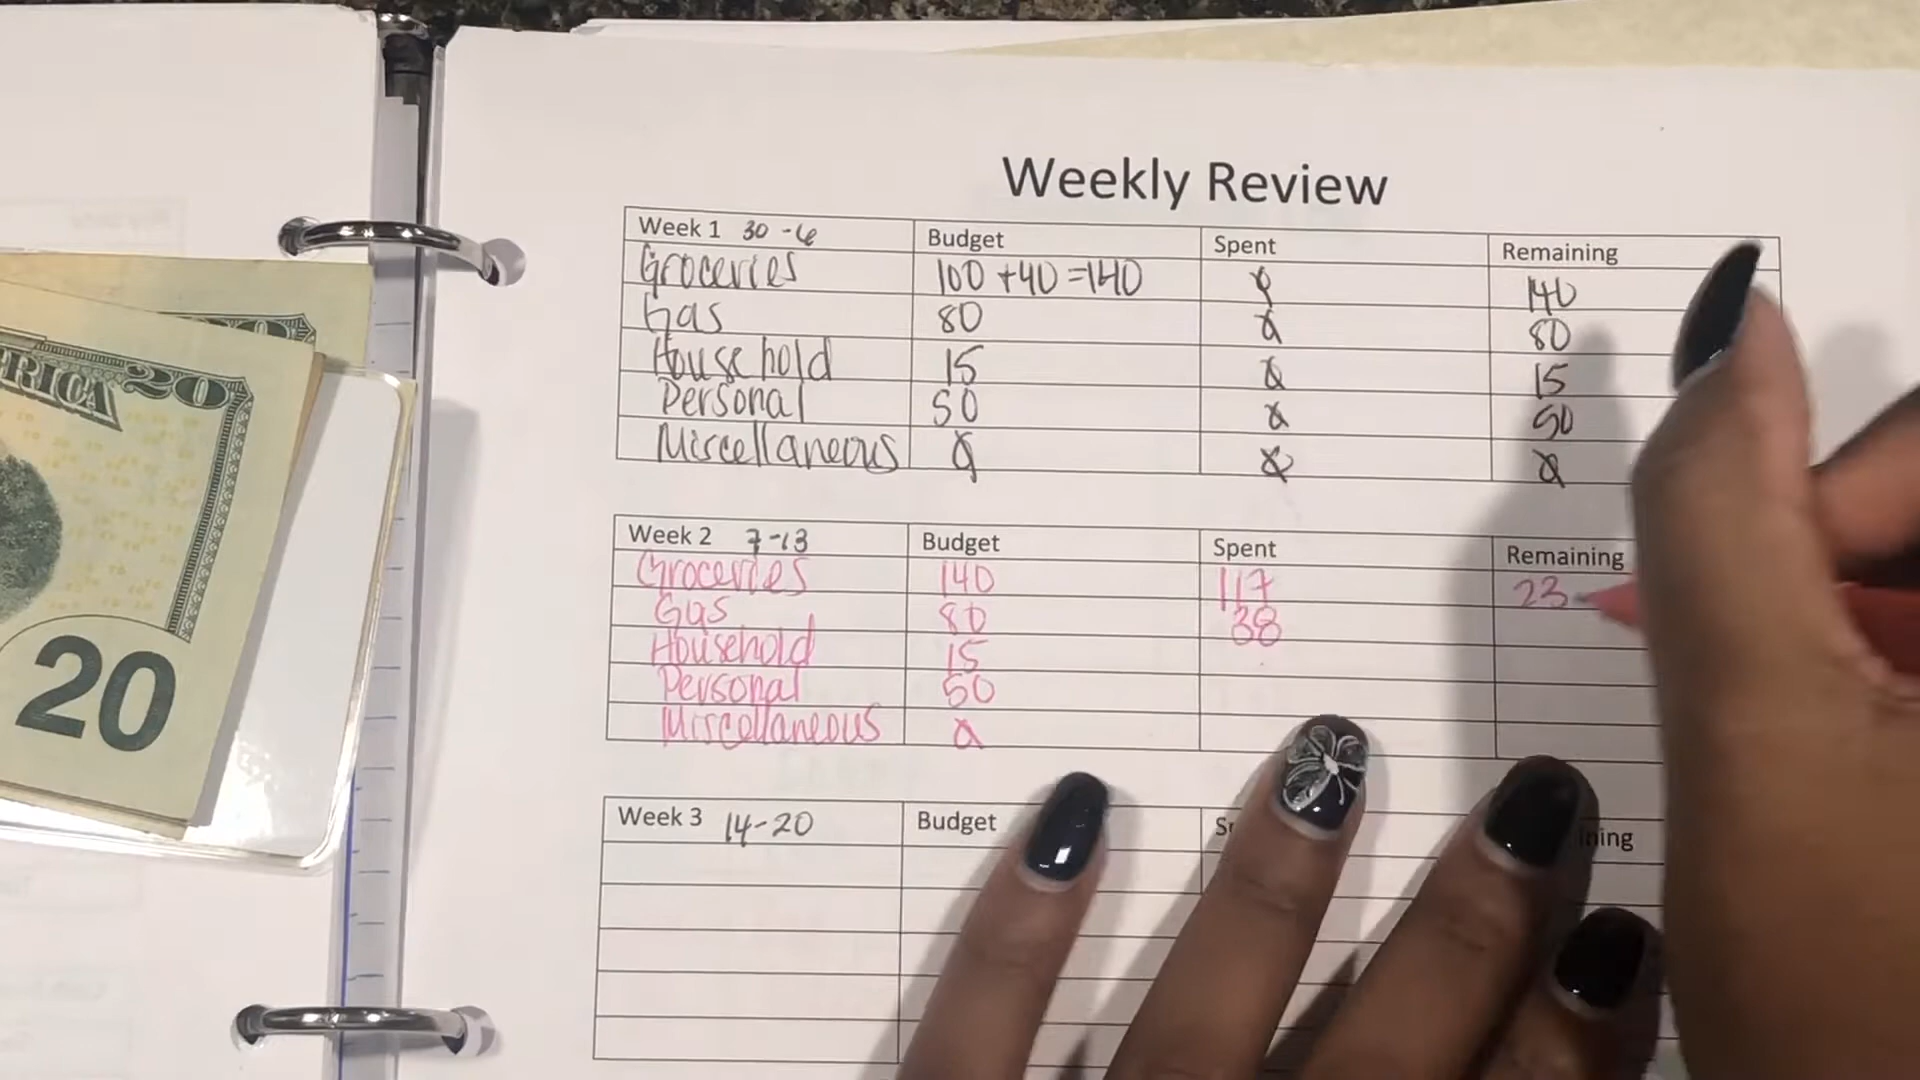 Weekly Review
Week 1 30-6 Budget Spent Remaining
Groceries 100 +40 =140 0 140
Gas 80 0 80
Household 15 0 15
Personal 50 0 50
Miscellaneous 0 0 0
Week 2 7-13 Budget Spent Remaining
Groceries 140 117 23
Gas 80 38
Household 15
Personal 50
Miscellaneous 0
Week 3 14-20 Budget
ining
RICA 20
20